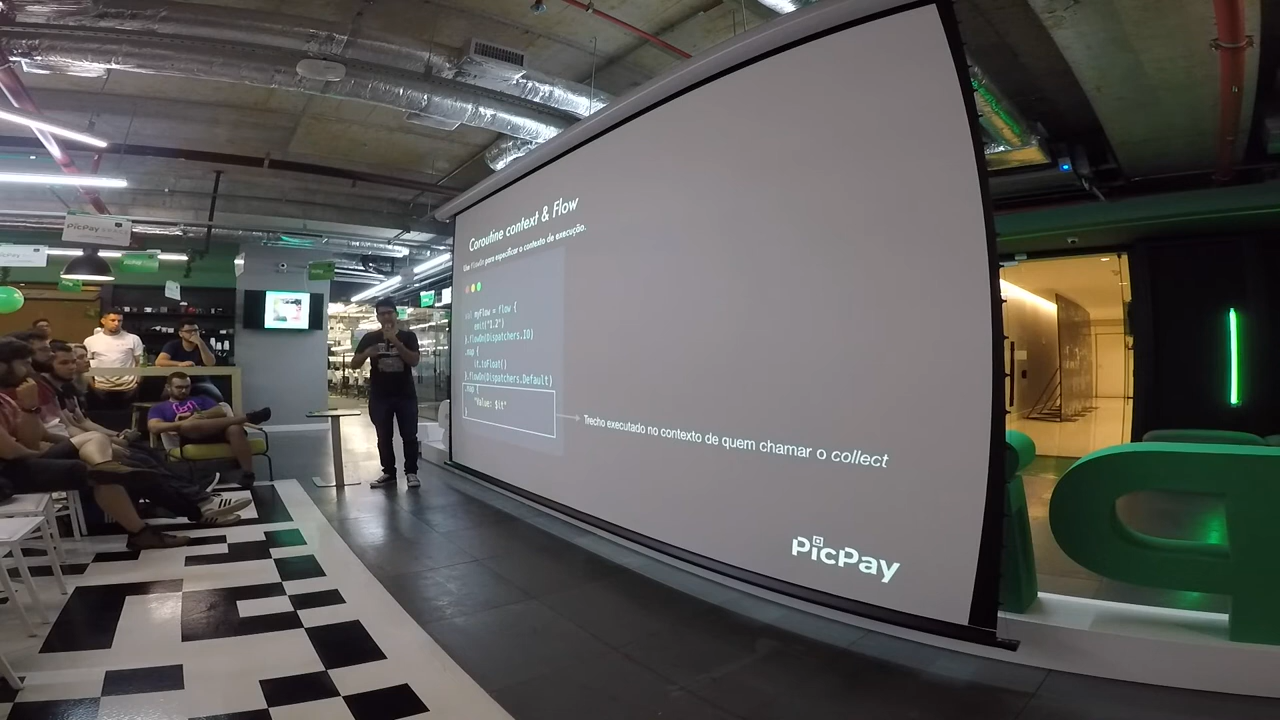 Coroutine context & Flow
Use flowOn para especificar o contexto de execução.
val myFlow = flow {
emit("1.2")
}.flowOn(Dispatchers.IO)
.map {
it.toFloat()
}.flowOn(Dispatchers.Default)
.map {
"Value: $it"
}
Trecho executado no contexto de quem chamar o collect
PicPay
PicPay